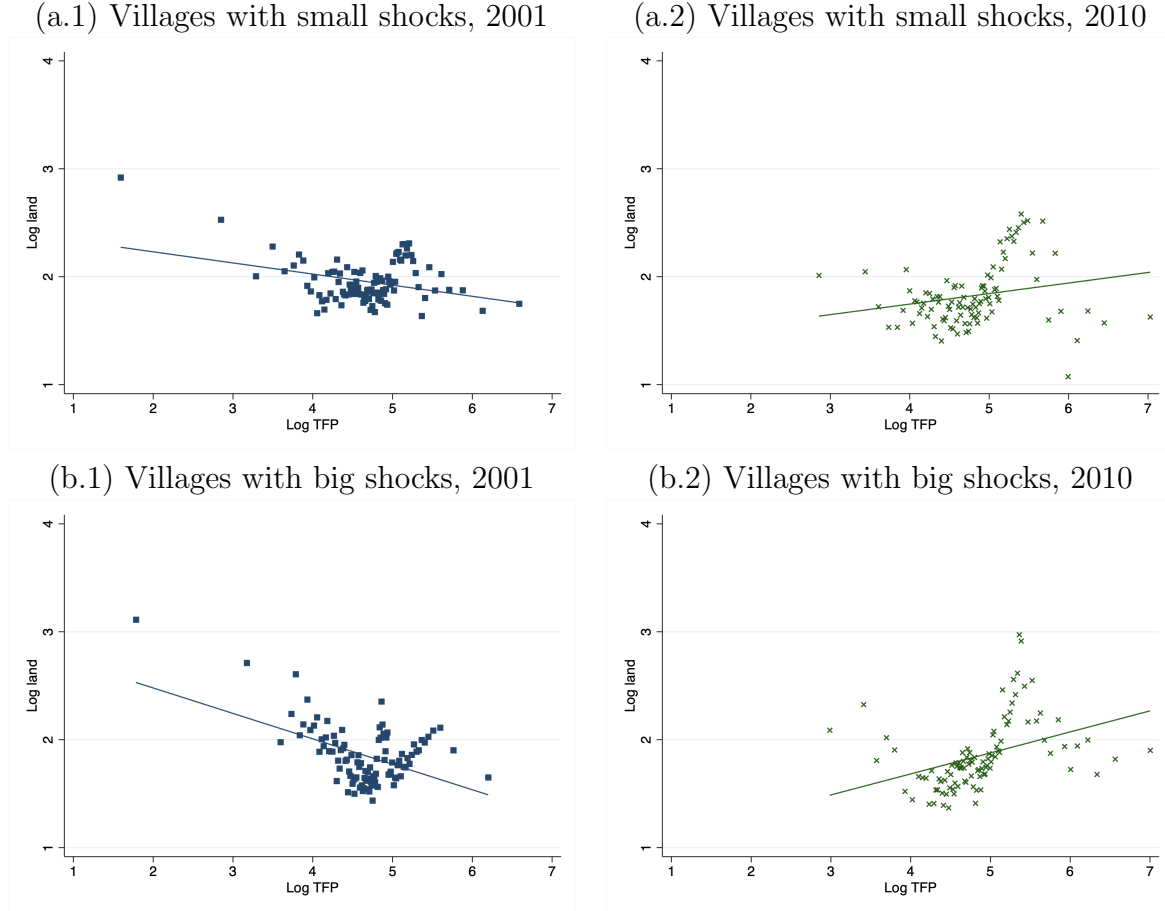 (a.1) Villages with small shocks, 2001
(a.2) Villages with small shocks, 2010
4
3
2
1
Log land
1 2 3 4 5 6 7
Log TFP
4
3
2
1
Log land
1 2 3 4 5 6 7
Log TFP
(b.1) Villages with big shocks, 2001
(b.2) Villages with big shocks, 2010
4
3
2
1
Log land
1 2 3 4 5 6 7
Log TFP
4
3
2
1
Log land
1 2 3 4 5 6 7
Log TFP